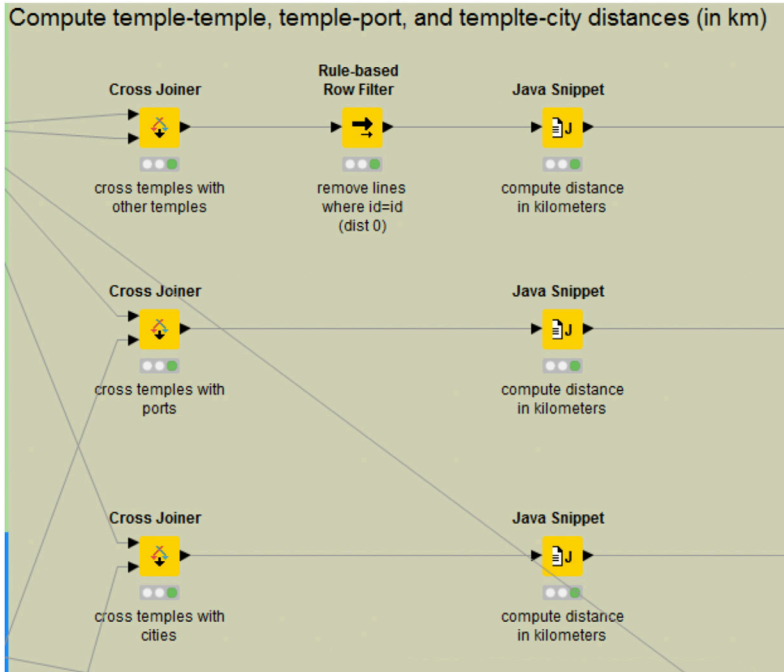 Compute temple-temple, temple-port, and templte-city distances (in km)
Cross Joiner
Rule-based
Row Filter
Java Snippet
J
cross temples with
other temples
remove lines
where id=id
(dist 0)
compute distance
in kilometers
Cross Joiner
Java Snippet
J
cross temples with
ports
compute distance
in kilometers
Cross Joiner
Java Snippet
J
cross temples with
cities
compute distance
in kilometers